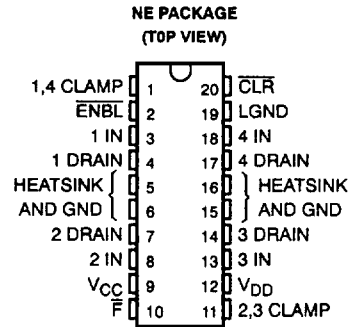 NE PACKAGE
(TOP VIEW)
1,4 CLAMP 1 20 C̅L̅R̅
E̅N̅B̅L̅ 2 19 LGND
1 IN 3 18 4 IN
1 DRAIN 4 17 4 DRAIN
HEATSINK 5 16 HEATSINK
AND GND 6 15 AND GND
2 DRAIN 7 14 3 DRAIN
2 IN 8 13 3 IN
VCC 9 12 VDD
F̅ 10 11 2,3 CLAMP